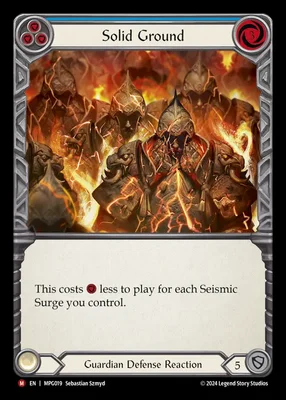 Solid Ground
This costs less to play for each Seismic
Surge you control.
Guardian Defense Reaction
5
M EN | MPG019 Sebastian Szmyd
©2024 Legend Story Studios